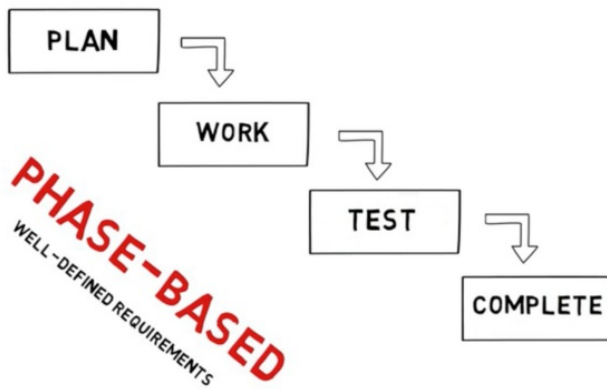 PLAN
WORK
TEST
COMPLETE
PHASE-BASED
WELL-DEFINED REQUIREMENTS